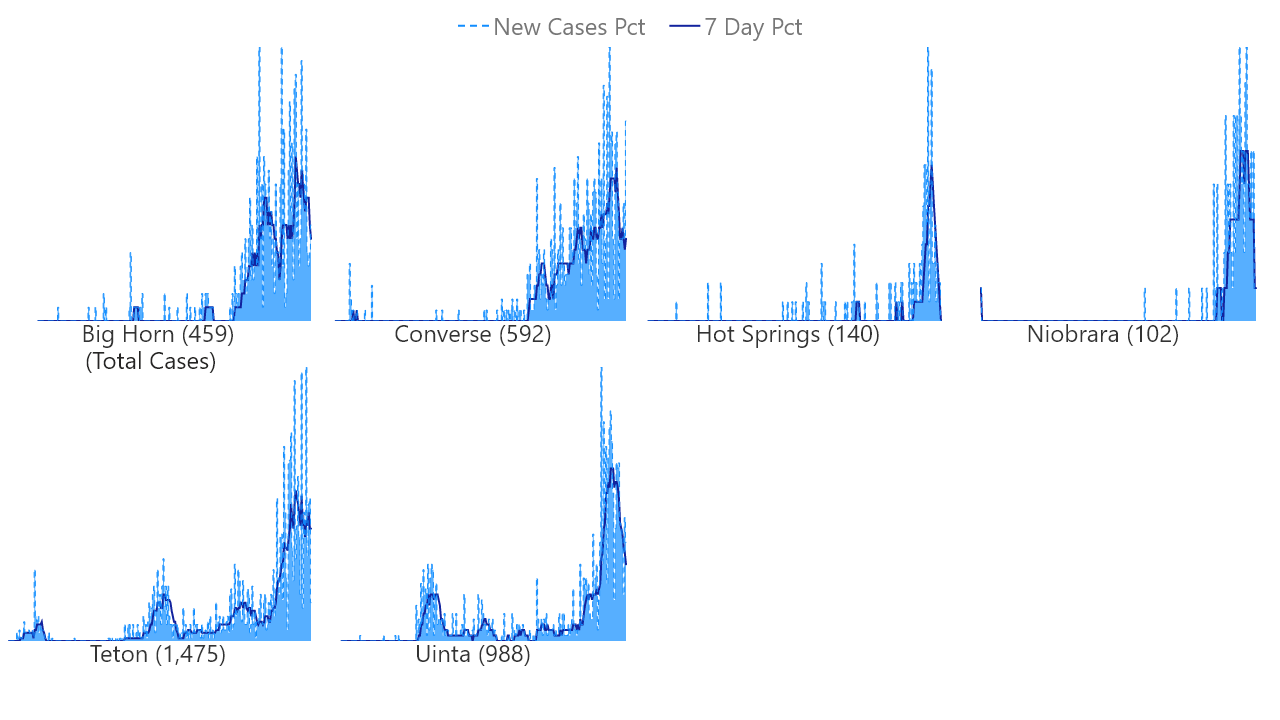 New Cases Pct 7 Day Pct
Big Horn (459) Converse (592) Hot Springs (140) Niobrara (102)
(Total Cases)
Teton (1,475) Uinta (988)